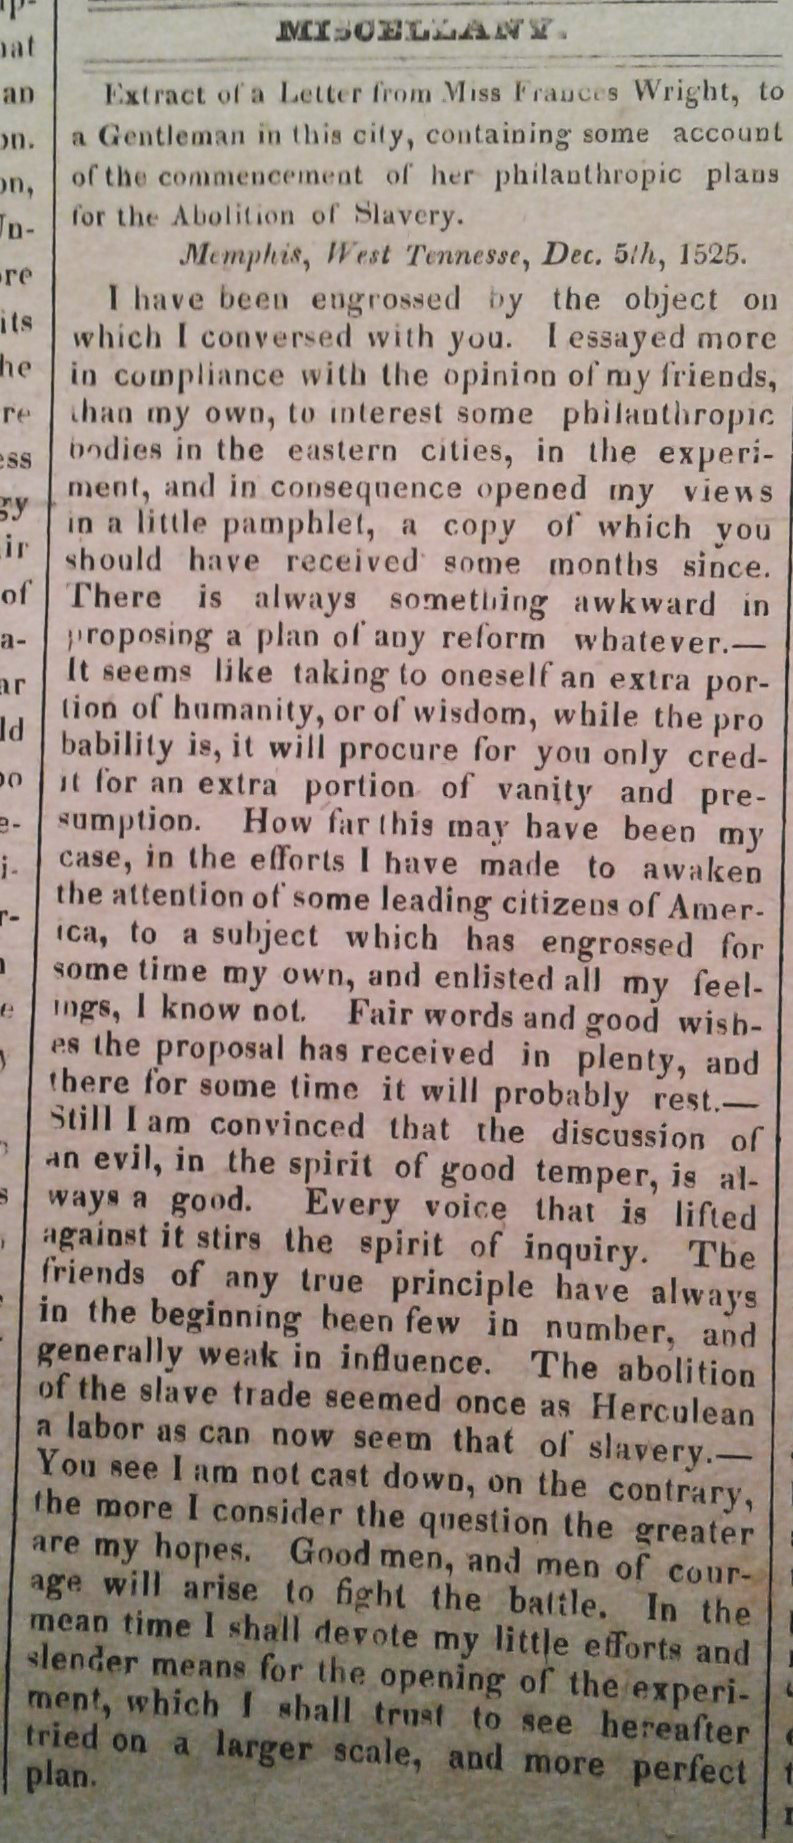 MISCELLANY.
Extract of a Letter from Miss Frances Wright, to
a Gentleman in this city, containing some account
of the commencement of her philanthropic plans
for the Abolition of Slavery.
Memphis, West Tennesse, Dec. 5th, 1525.
I have been engrossed by the object on
which I conversed with you. I essayed more
in compliance with the opinion of my friends,
than my own, to interest some philanthropic
bodies in the eastern cities, in the experi-
ment, and in consequence opened my views
in a little pamphlet, a copy of which you
should have received some months since.
There is always something awkward in
proposing a plan of any reform whatever.—
It seems like taking to oneself an extra por-
tion of humanity, or of wisdom, while the pro
bability is, it will procure for you only cred-
it for an extra portion of vanity and pre-
sumption. How far this may have been my
case, in the efforts I have made to awaken
the attention of some leading citizens of Amer-
ica, to a subject which has engrossed for
some time my own, and enlisted all my feel-
ings, I know not. Fair words and good wish-
es the proposal has received in plenty, and
there for some time it will probably rest.—
Still I am convinced that the discussion of
an evil, in the spirit of good temper, is al-
ways a good. Every voice that is lifted
against it stirs the spirit of inquiry. The
friends of any true principle have always
in the beginning been few in number, and
generally weak in influence. The abolition
of the slave trade seemed once as Herculean
a labor as can now seem that of slavery.—
You see I am not cast down, on the contrary,
the more I consider the question the greater
are my hopes. Good men, and men of cour-
age will arise to fight the battle. In the
mean time I shall devote my little efforts and
slender means for the opening of the experi-
ment, which I shall trust to see hereafter
tried on a larger scale, and more perfect
plan.